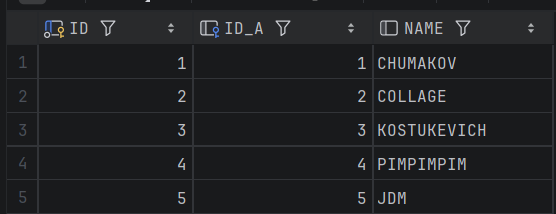 ID ID_A NAME
1 1 1 CHUMAKOV
2 2 2 COLLAGE
3 3 3 KOSTUKEVICH
4 4 4 PIMPIMPIM
5 5 5 JDM